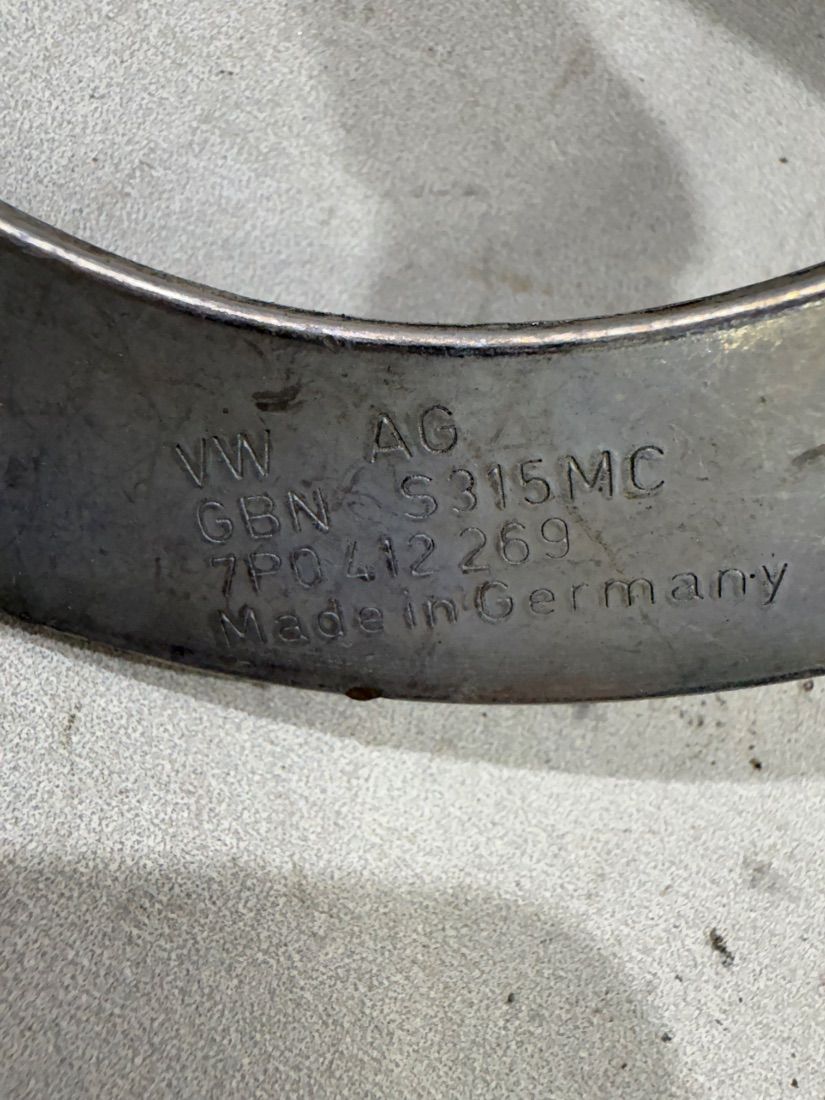 VW AG
GBN S315MC
7P0 412 269
Made in Germany